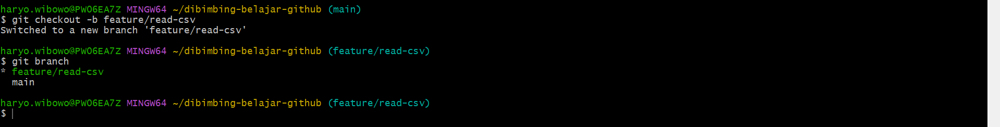 haryo.wibowo@PW06EA7Z MINGW64 ~/dibimbing-belajar-github (main)
$ git checkout -b feature/read-csv
Switched to a new branch 'feature/read-csv'
haryo.wibowo@PW06EA7Z MINGW64 ~/dibimbing-belajar-github (feature/read-csv)
$ git branch
* feature/read-csv
  main
haryo.wibowo@PW06EA7Z MINGW64 ~/dibimbing-belajar-github (feature/read-csv)
$